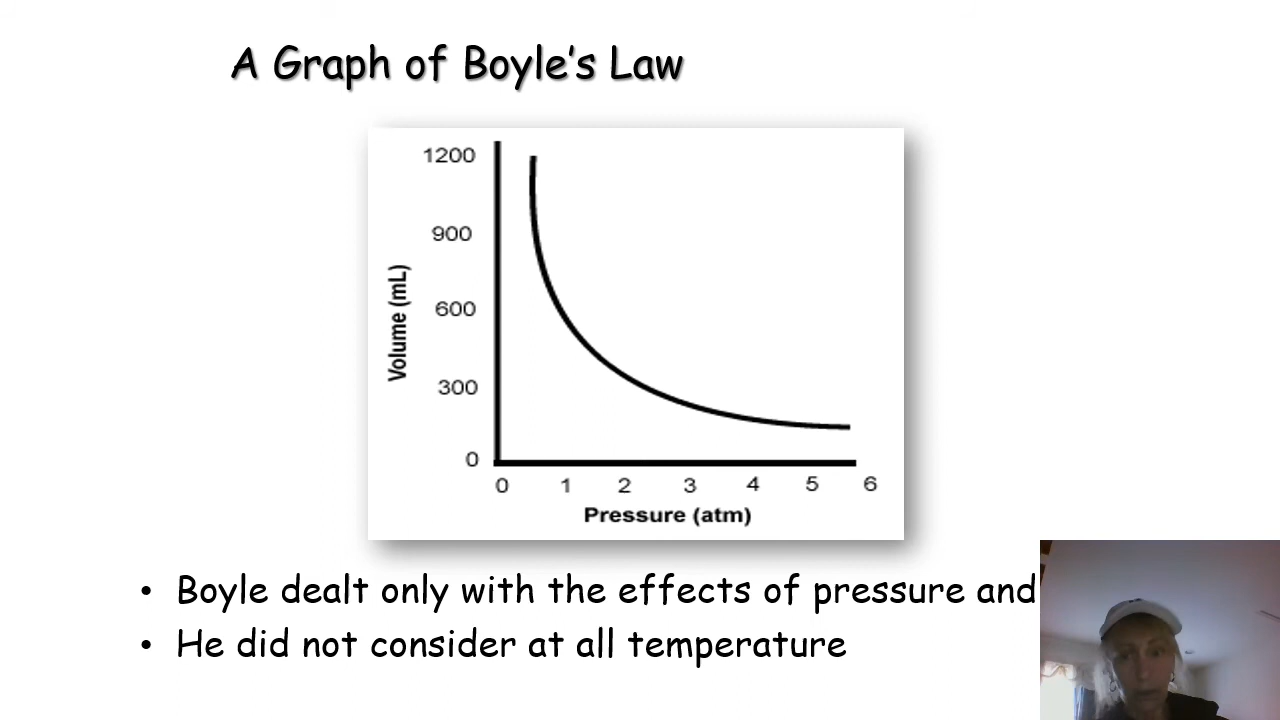 A Graph of Boyle's Law
1200
900
600
300
0
Volume (mL)
0 1 2 3 4 5 6
Pressure (atm)
• Boyle dealt only with the effects of pressure and
• He did not consider at all temperature